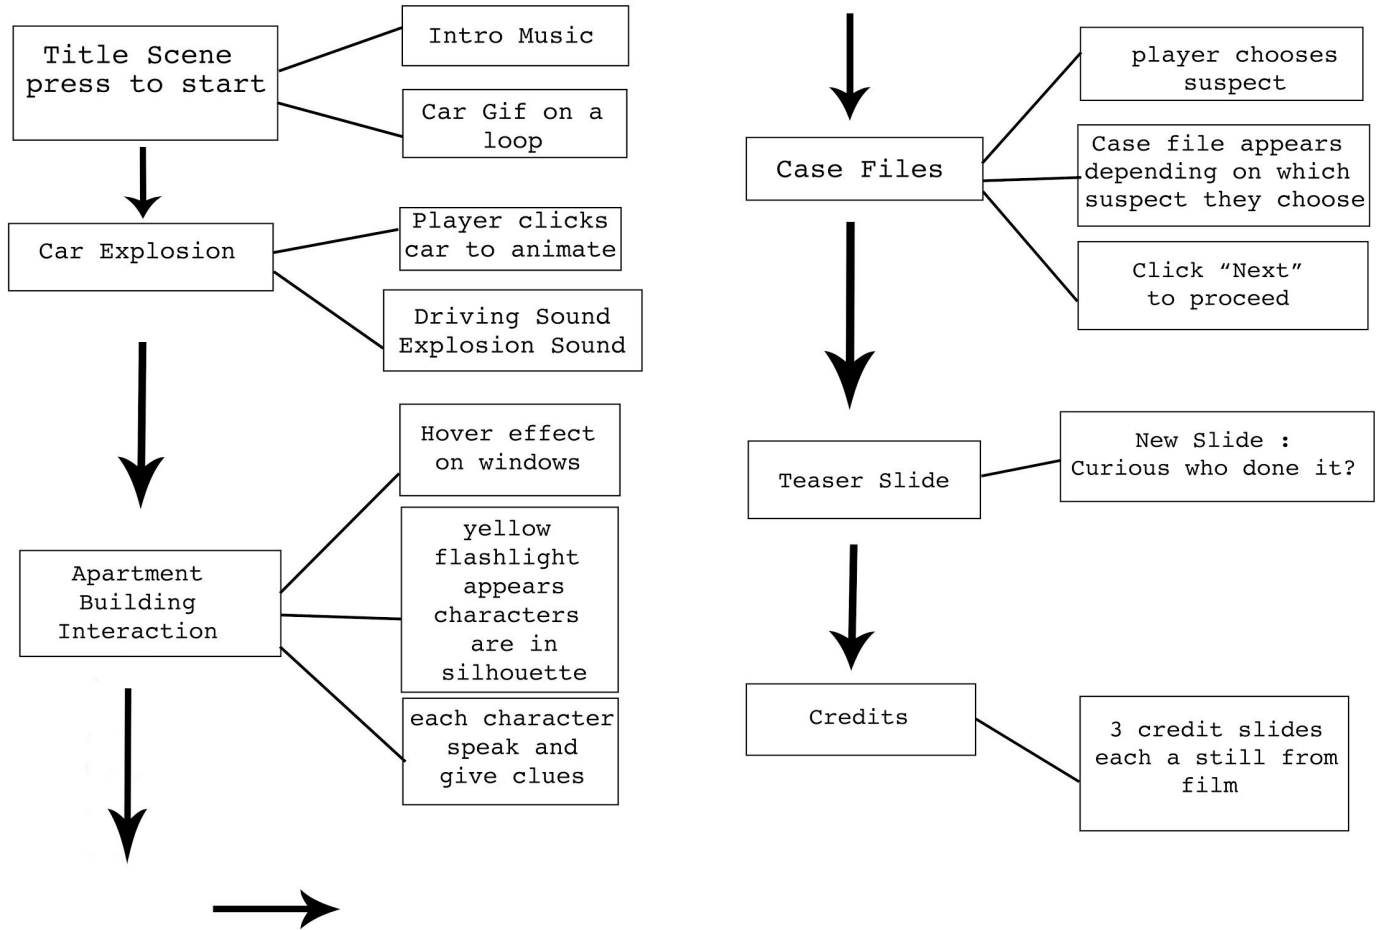 Title Scene
press to start
Intro Music
Car Gif on a
loop
Car Explosion
Player clicks
car to animate
Driving Sound
Explosion Sound
Apartment
Building
Interaction
Hover effect
on windows
yellow
flashlight
appears
characters
are in
silhouette
each character
speak and
give clues
Case Files
player chooses
suspect
Case file appears
depending on which
suspect they choose
Click “Next”
to proceed
Teaser Slide
New Slide :
Curious who done it?
Credits
3 credit slides
each a still from
film